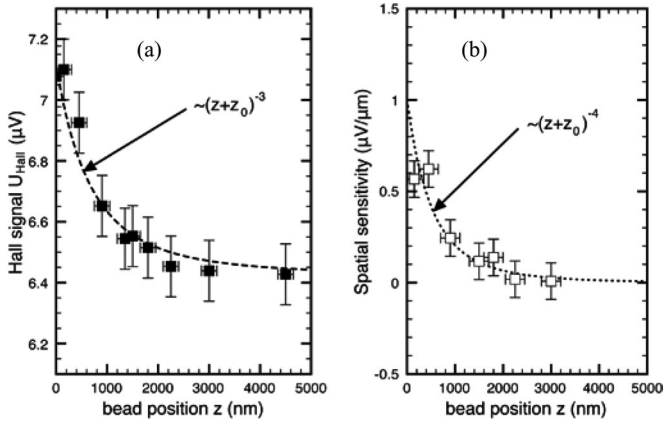 (a)
~(z+z0)-3
Hall signal UHall (µV)
7.2
7
6.8
6.6
6.4
6.2
0 1000 2000 3000 4000 5000
bead position z (nm)
(b)
~(z+z0)-4
Spatial sensitivity (µV/µm)
1.5
1
0.5
0
-0.5
0 1000 2000 3000 4000 5000
bead position z (nm)